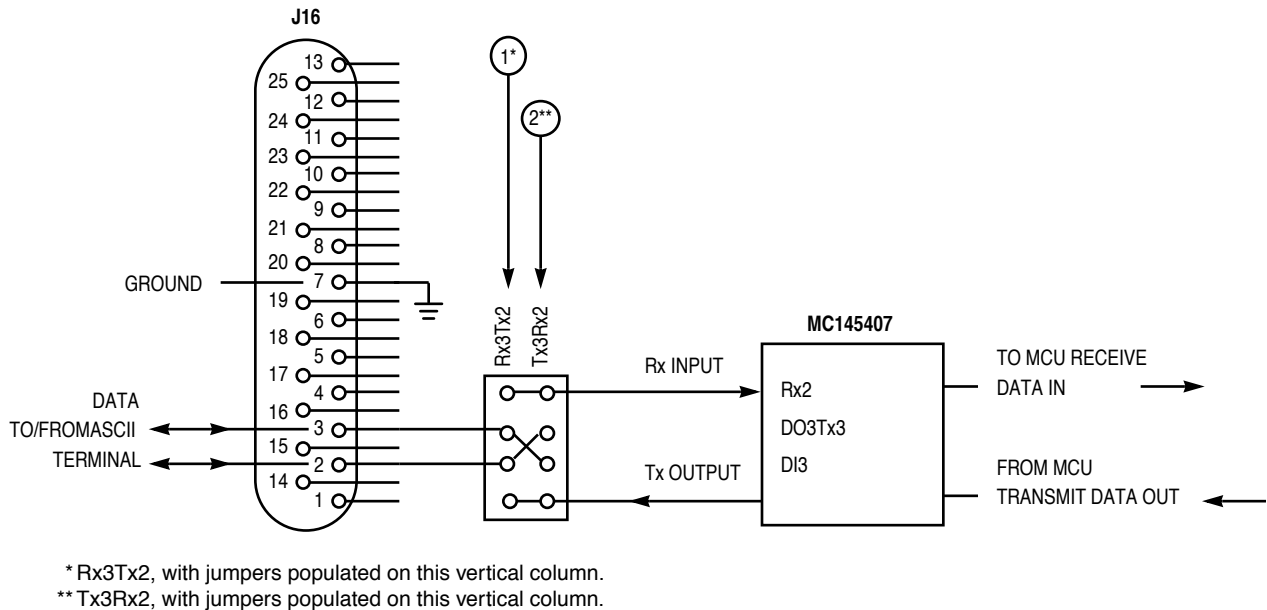 J16
13
25
12
24
11
23
10
22
9
21
8
20
GROUND
7
19
6
18
5
17
4
16
DATA
TO/FROMASCII
TERMINAL
3
15
2
14
1
1*
2**
Rx3Tx2
Tx3Rx2
Rx INPUT
Tx OUTPUT
MC145407
Rx2
DO3Tx3
DI3
TO MCU RECEIVE
DATA IN
FROM MCU
TRANSMIT DATA OUT
* Rx3Tx2, with jumpers populated on this vertical column.
** Tx3Rx2, with jumpers populated on this vertical column.